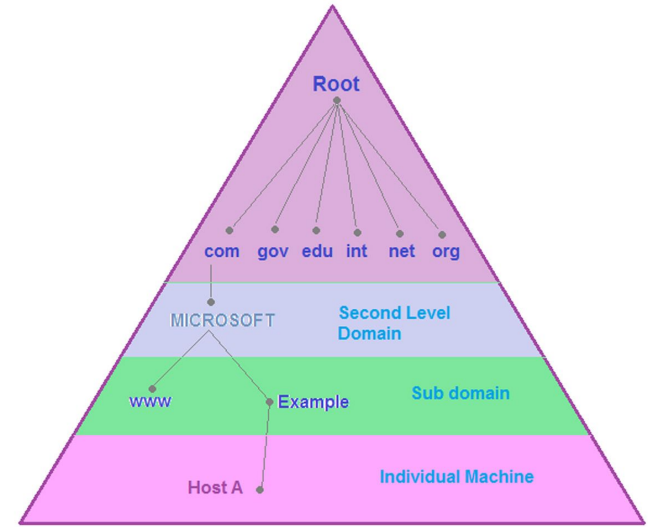 Root
com gov edu int net org
MICROSOFT
Second Level
Domain
www
Example
Sub domain
Host A
Individual Machine